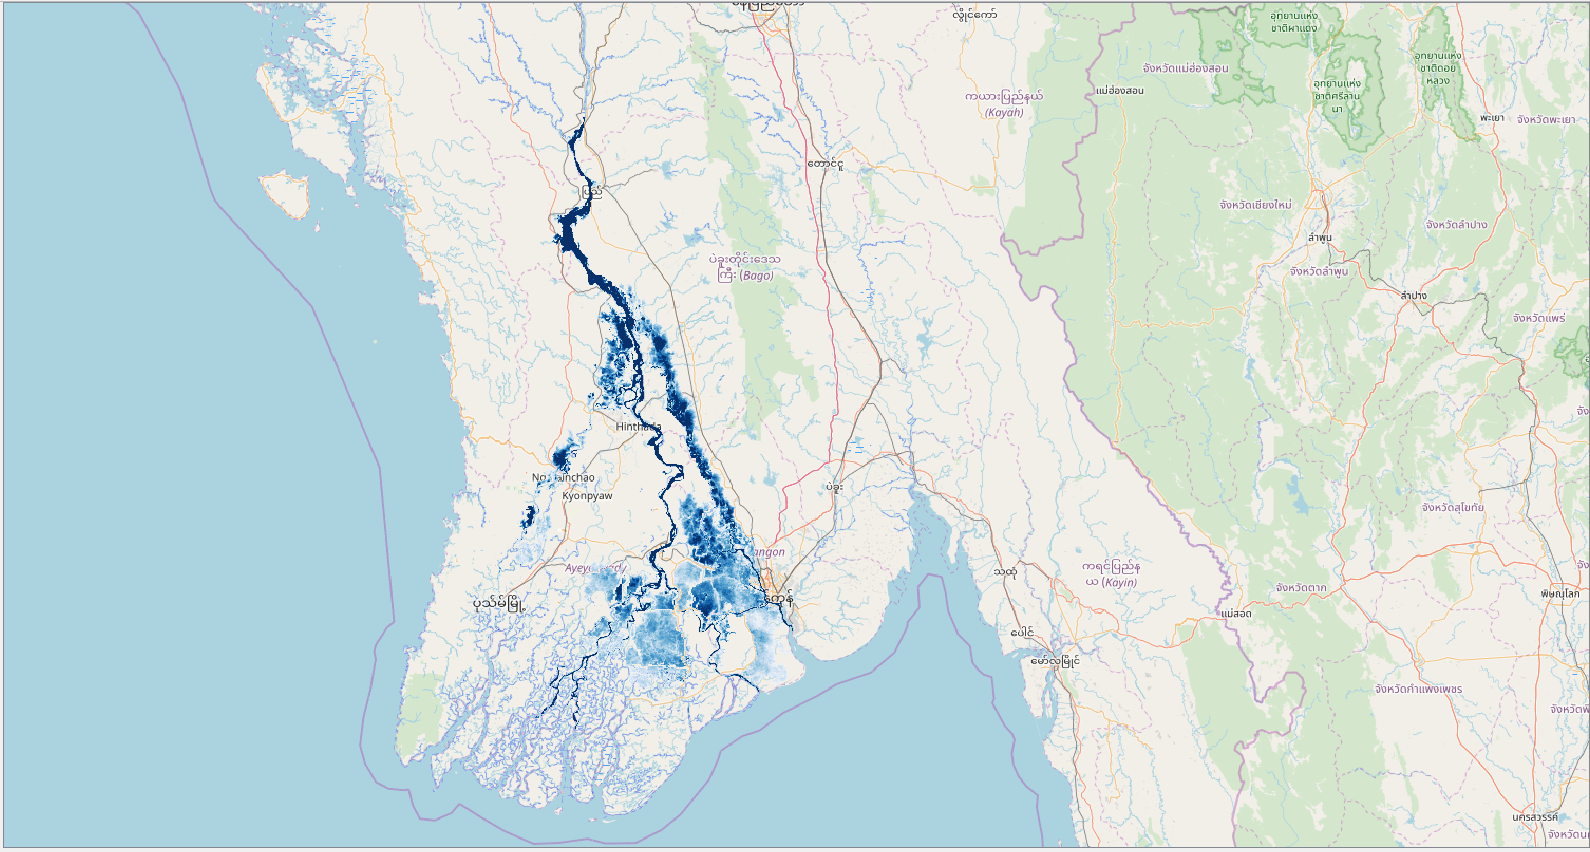 လွိုင်ကော်
อุทยานแห่ง
ชาติผาแดง
อุทยานแห่ง
ชาติดอย
หลวง
จังหวัดแม่ฮ่องสอน
แม่ฮ่องสอน
อุทยานแห่ง
ชาติศรีลาน
นา
ကယားပြည်နယ်
(Kayah)
พะเยา
จังหวัดพะเยา
တောင်ငူ
ပြည်
จังหวัดเชียงใหม่
จังหวัดลำปาง
ลำพูน
ပဲခူးတိုင်းဒေသ
ကြီး (Bago)
จังหวัดลำพูน
ลำปาง
จังหวัดแพร่
Hinthada
Kyonpyaw
ပဲခူး
จังหวัดสุโขทัย
သထုံ
ကရင်ပြည်န
ယ် (Kayin)
จังหวัดตาก
พิษณุโลก
ပုသိမ်မြို့
แม่สอด
ပေါင်
မော်လမြိုင်
จังหวัดกำแพงเพชร
นครสวรรค์